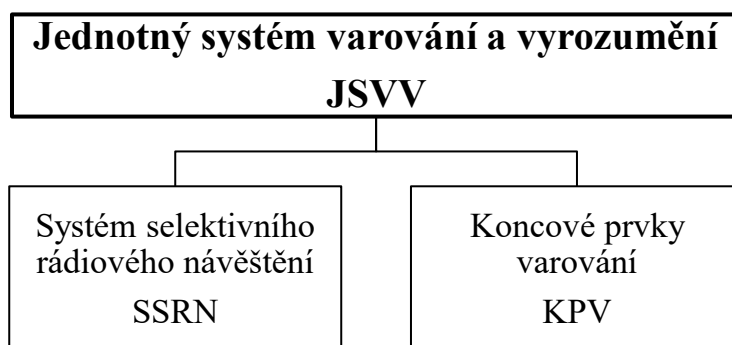 Jednotný systém varování a vyrozumění
JSVV
Systém selektivního
rádiového návěštění
SSRN
Koncové prvky
varování
KPV